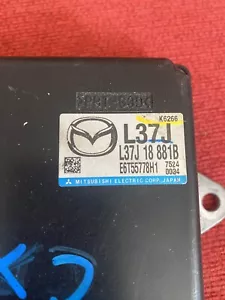 K6266
L37J
L37J 18 881B
E6T55778H1
7524
0034
MITSUBISHI ELECTRIC CORP. JAPAN